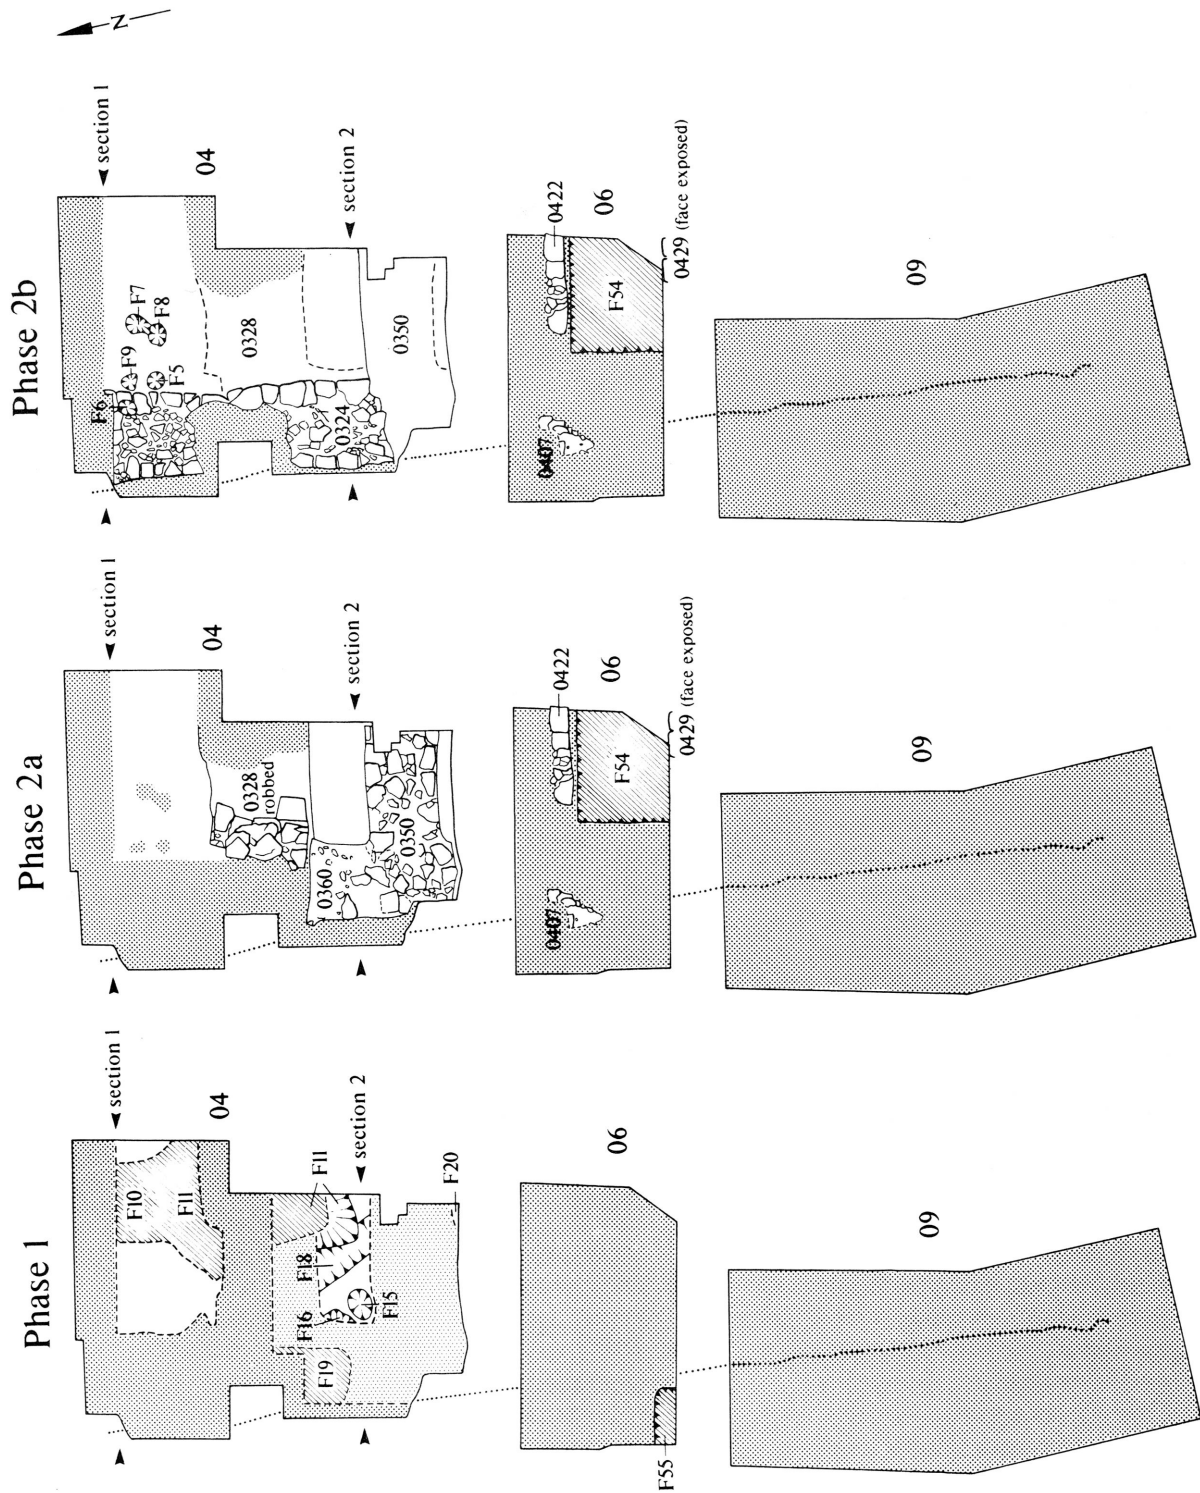 N
Phase 1
section 1
04
F10
F11
F11
F18
F16
F15
F19
section 2
F20
06
F55
09
Phase 2a
section 1
04
0328
robbed
0360
0350
section 2
0422
06
F54
0407
0429 (face exposed)
09
Phase 2b
section 1
04
F7
F8
F9
F5
F6
0328
0324
section 2
0350
0422
06
F54
0407
0429 (face exposed)
09